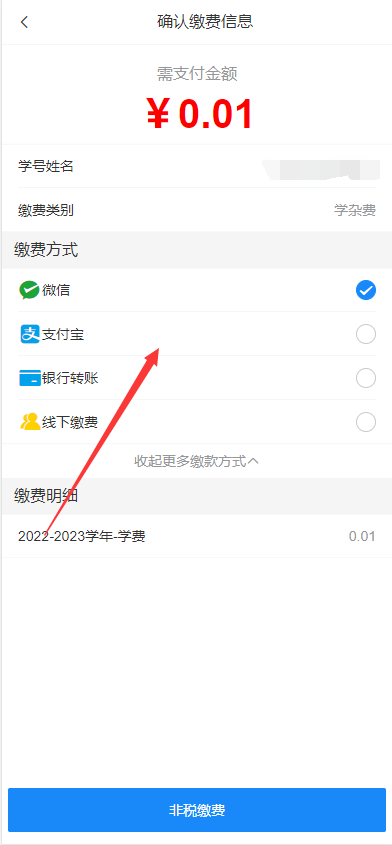 确认缴费信息
需支付金额
￥0.01
学号姓名
缴费类别 学杂费
缴费方式
微信
支付宝
银行转账
线下缴费
收起更多缴款方式
缴费明细
2022-2023学年-学费 0.01
非税缴费